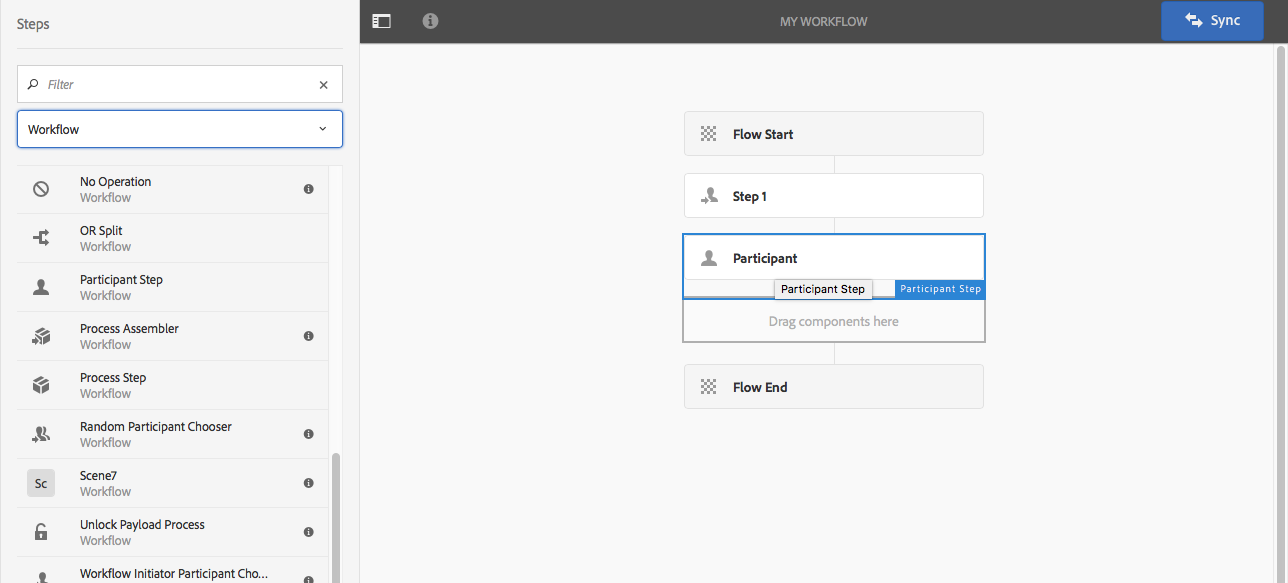 Steps
Filter
Workflow
No Operation
Workflow
OR Split
Workflow
Participant Step
Workflow
Process Assembler
Workflow
Process Step
Workflow
Random Participant Chooser
Workflow
Sc
Scene7
Workflow
Unlock Payload Process
Workflow
Workflow Initiator Participant Cho...
MY WORKFLOW
Sync
Flow Start
Step 1
Participant
Participant Step
Participant Step
Drag components here
Flow End